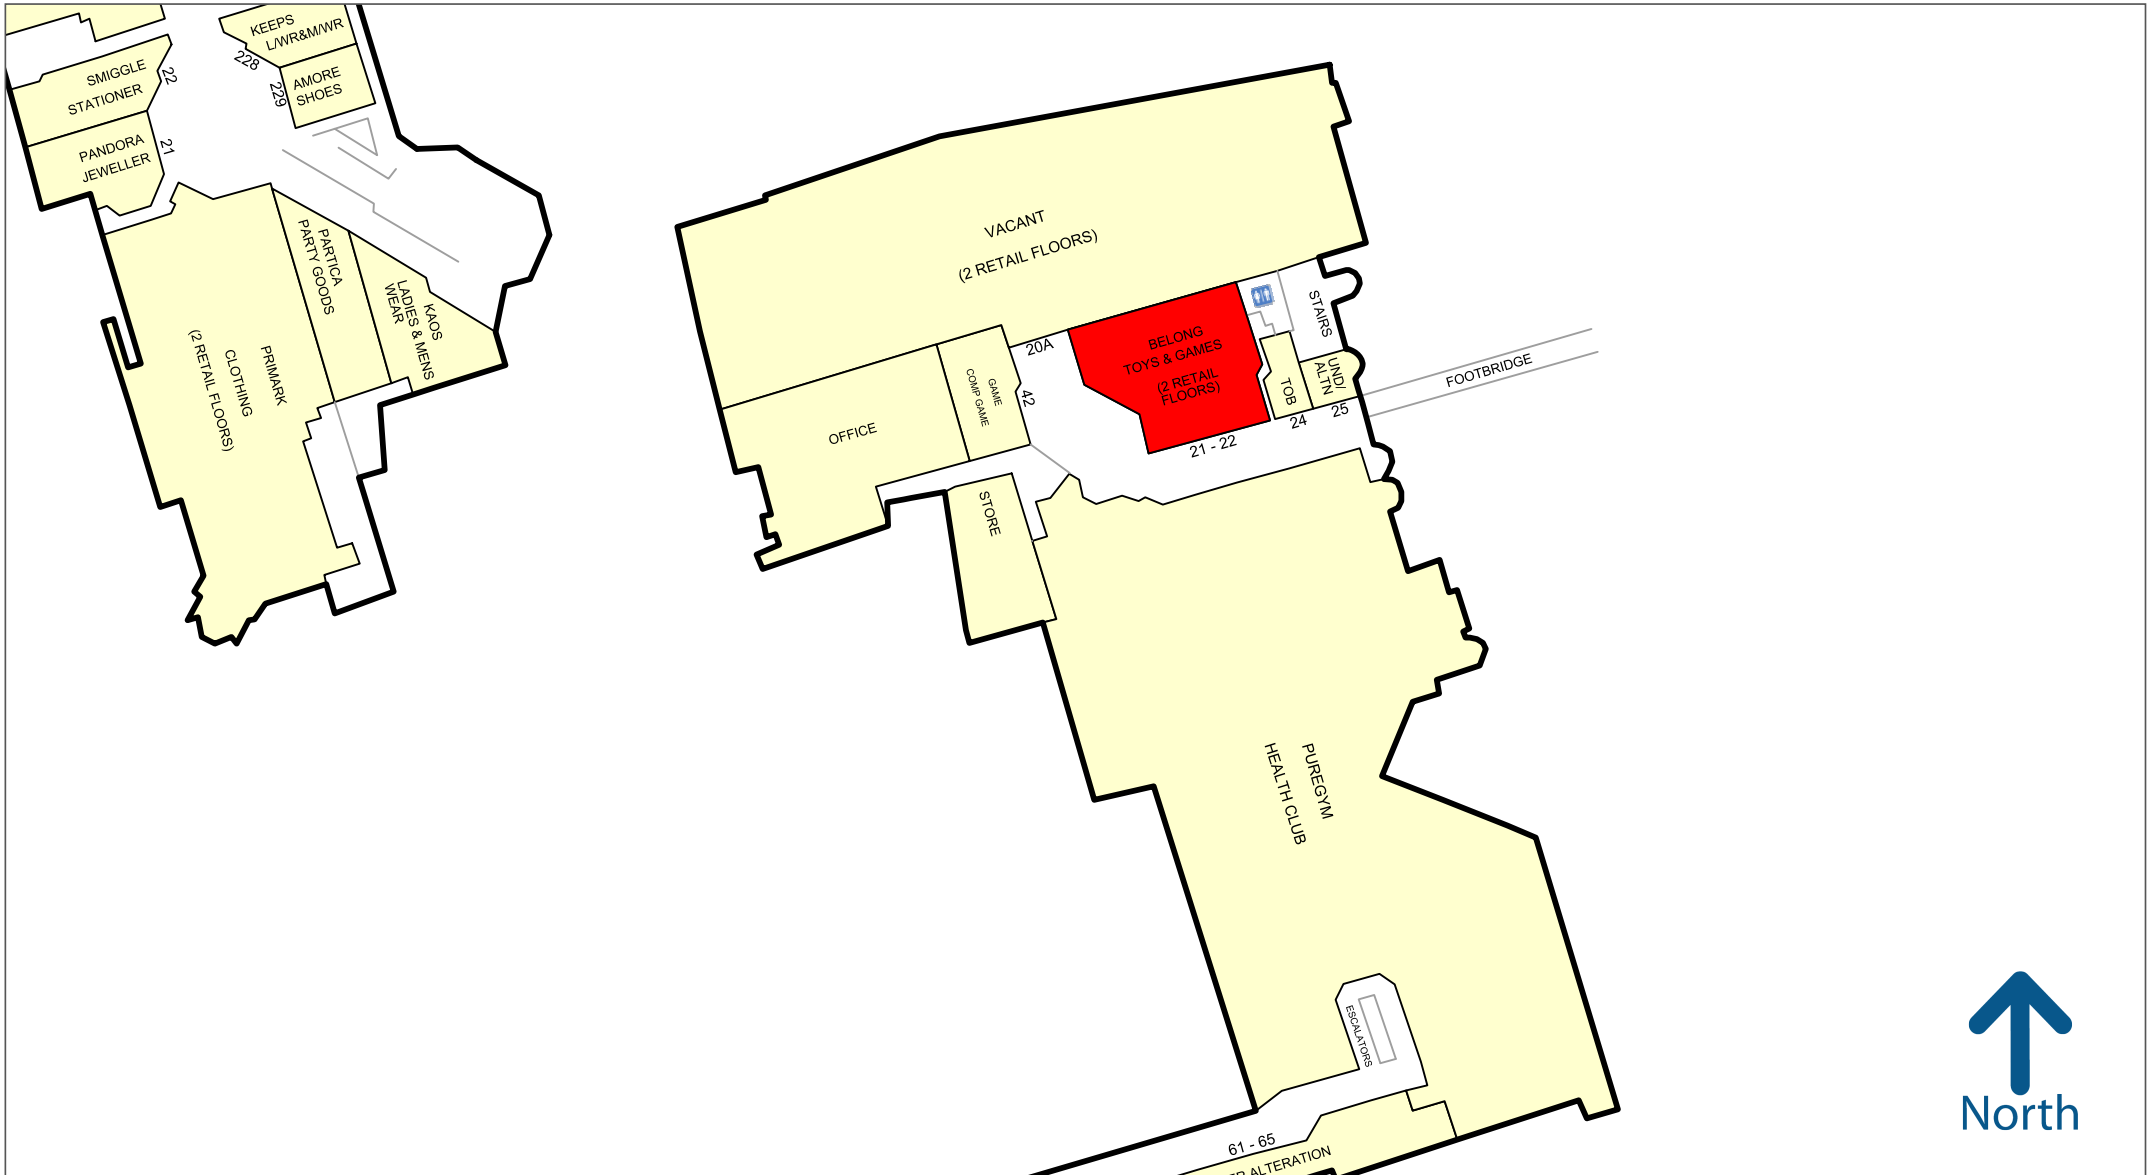 KEEPS
L/WR&M/WR
228
AMORE
SHOES
229
SMIGGLE
STATIONER
22
PANDORA
JEWELLER
21
PARTICA
PARTY GOODS
KAOS
LADIES & MENS
WEAR
PRIMARK
CLOTHING
(2 RETAIL FLOORS)
VACANT
(2 RETAIL FLOORS)
20A
BELONG
TOYS & GAMES
(2 RETAIL
FLOORS)
21 - 22
STAIRS
TOB
24
UND/
ALTN
25
FOOTBRIDGE
GAME
COMP GAME
42
OFFICE
STORE
PUREGYM
HEALTH CLUB
ESCALATORS
61 - 65
ALTERATION
North